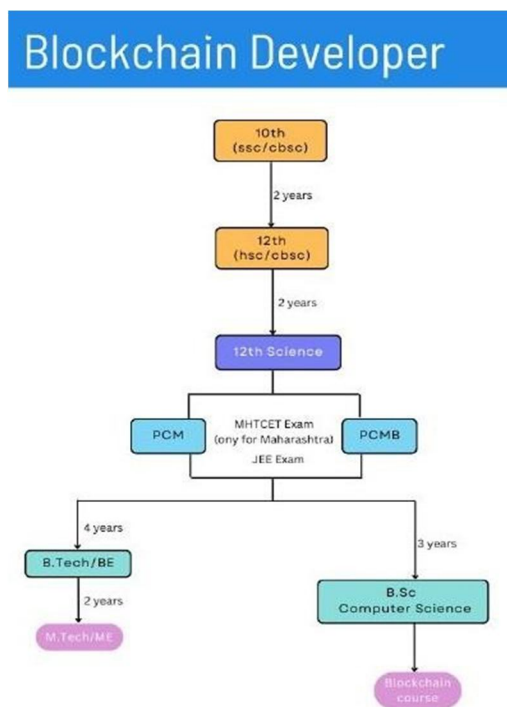 Blockchain Developer
10th
(ssc/cbsc)
2 years
12th
(hsc/cbsc)
2 years
12th Science
PCM
MHTCET Exam
(ony for Maharashtra)
JEE Exam
PCMB
4 years
3 years
B.Tech/BE
B.Sc
Computer Science
2 years
M.Tech/ME
Blockchain
course